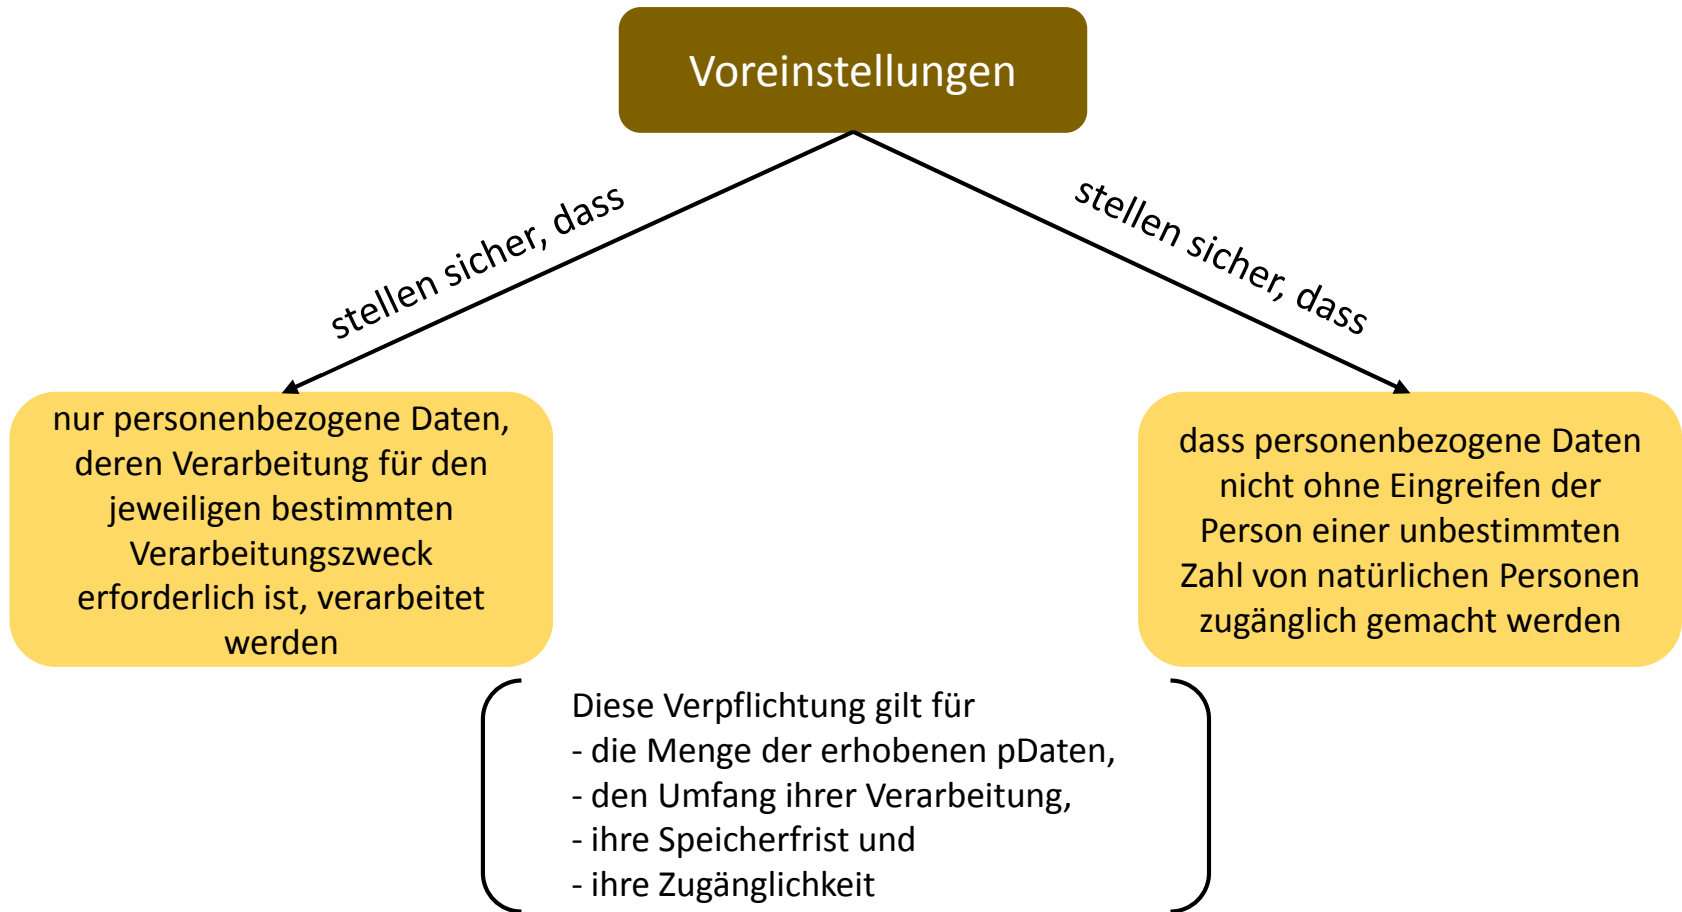 Voreinstellungen
stellen sicher, dass
stellen sicher, dass
nur personenbezogene Daten,
deren Verarbeitung für den
jeweiligen bestimmten
Verarbeitungszweck
erforderlich ist, verarbeitet
werden
dass personenbezogene Daten
nicht ohne Eingreifen der
Person einer unbestimmten
Zahl von natürlichen Personen
zugänglich gemacht werden
Diese Verpflichtung gilt für
- die Menge der erhobenen pDaten,
- den Umfang ihrer Verarbeitung,
- ihre Speicherfrist und
- ihre Zugänglichkeit